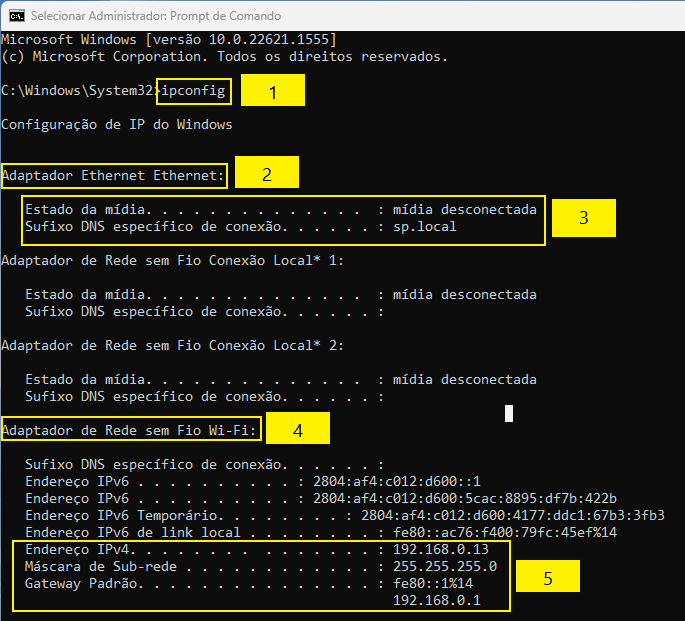 Selecionar Administrador: Prompt de Comando
Microsoft Windows [versão 10.0.22621.1555]
(c) Microsoft Corporation. Todos os direitos reservados.
C:\Windows\System32>ipconfig 1
Configuração de IP do Windows
Adaptador Ethernet Ethernet: 2
Estado da mídia. . . . . . . . . . . . . . : mídia desconectada
Sufixo DNS específico de conexão. . . . . . : sp.local 3
Adaptador de Rede sem Fio Conexão Local* 1:
Estado da mídia. . . . . . . . . . . . . . : mídia desconectada
Sufixo DNS específico de conexão. . . . . . :
Adaptador de Rede sem Fio Conexão Local* 2:
Estado da mídia. . . . . . . . . . . . . . : mídia desconectada
Sufixo DNS específico de conexão. . . . . . :
Adaptador de Rede sem Fio Wi-Fi: 4
Sufixo DNS específico de conexão. . . . . . :
Endereço IPv6 . . . . . . . . . . : 2804:af4:c012:d600::1
Endereço IPv6 . . . . . . . . . . : 2804:af4:c012:d600:5cac:8895:df7b:422b
Endereço IPv6 Temporário. . . . . . . . : 2804:af4:c012:d600:4177:ddc1:67b3:3fb3
Endereço IPv6 de link local . . . . . . . . : fe80::ac76:f400:79fc:45ef%14
Endereço IPv4. . . . . . . . . . . . . . . : 192.168.0.13
Máscara de Sub-rede . . . . . . . . . . . . : 255.255.255.0
Gateway Padrão. . . . . . . . . . . . . . . : fe80::1%14 5
192.168.0.1